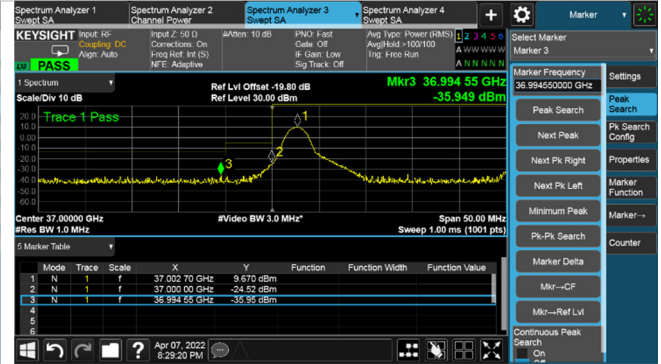 Spectrum Analyzer 1
Swept SA
Spectrum Analyzer 2
Channel Power
Spectrum Analyzer 3
Swept SA
Spectrum Analyzer 4
Swept SA
+
Marker
KEYSIGHT
Input: RF
Coupling: DC
Align: Auto
Input Z: 50 Ω
Corrections: On
Freq Ref: Int (S)
NFE: Adaptive
#Atten: 10 dB
PNO: Fast
Gate: Off
IF Gain: Low
Sig Track: Off
Avg Type: Power (RMS)
Avg|Hold:>100/100
Trig: Free Run
1 2 3 4 5 6
A W W W W W
A N N N N N
LVI PASS
Select Marker
Marker 3
1 Spectrum
Scale/Div 10 dB
Ref Lvl Offset -19.80 dB
Ref Level 30.00 dBm
Mkr3 36.994 55 GHz
-35.949 dBm
Trace 1 Pass
20.0
10.0
0.00
-10.0
-20.0
-30.0
-40.0
-50.0
-60.0
1
2
3
Center 37.00000 GHz
#Res BW 1.0 MHz
#Video BW 3.0 MHz*
Span 50.00 MHz
Sweep 1.00 ms (1001 pts)
5 Marker Table
Mode Trace Scale X Y Function Function Width Function Value
1 N 1 f 37.002 70 GHz 9.670 dBm
2 N 1 f 37.000 00 GHz -24.52 dBm
3 N 1 f 36.994 55 GHz -35.95 dBm
4
5
6
Apr 07, 2022
8:29:20 PM
Marker Frequency
36.994550000 GHz
Peak Search
Next Peak
Next Pk Right
Next Pk Left
Minimum Peak
Pk-Pk Search
Marker Delta
Mkr→CF
Mkr→Ref Lvl
Continuous Peak
Search
On
Off
Settings
Peak
Search
Pk Search
Config
Properties
Marker
Function
Marker→
Counter